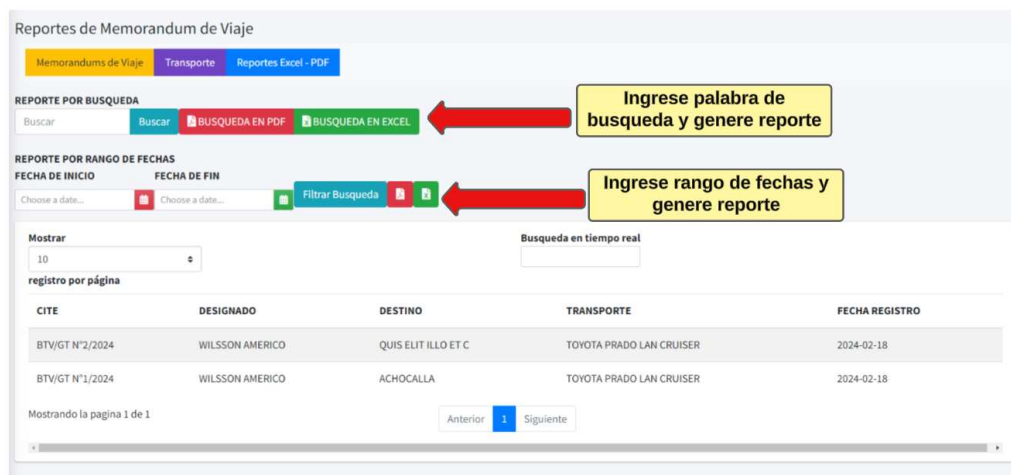 Reportes de Memorandum de Viaje
Memorandums de Viaje Transporte Reportes Excel - PDF
REPORTE POR BUSQUEDA
Buscar Buscar BUSQUEDA EN PDF BUSQUEDA EN EXCEL
Ingrese palabra de
busqueda y genere reporte
REPORTE POR RANGO DE FECHAS
FECHA DE INICIO FECHA DE FIN
Choose a date... Choose a date... Filtrar Busqueda
Ingrese rango de fechas y
genere reporte
Mostrar Busqueda en tiempo real
10
registro por página
CITE DESIGNADO DESTINO TRANSPORTE FECHA REGISTRO
BTV/GT N°2/2024 WILSSON AMERICO QUIS ELIT ILLO ET C TOYOTA PRADO LAN CRUISER 2024-02-18
BTV/GT N°1/2024 WILSSON AMERICO ACHOCALLA TOYOTA PRADO LAN CRUISER 2024-02-18
Mostrando la pagina 1 de 1 Anterior 1 Siguiente